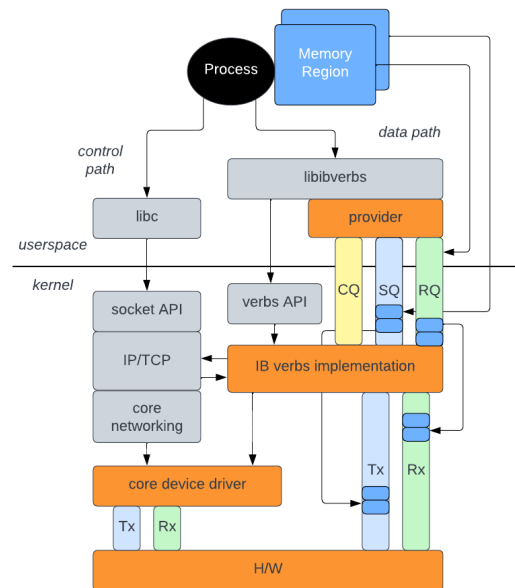 Process
Memory
Region
control
path
data path
libibverbs
libc
provider
userspace
kernel
CQ
SQ
RQ
socket API
verbs API
IP/TCP
IB verbs implementation
core
networking
Tx
Rx
core device driver
Tx
Rx
H/W